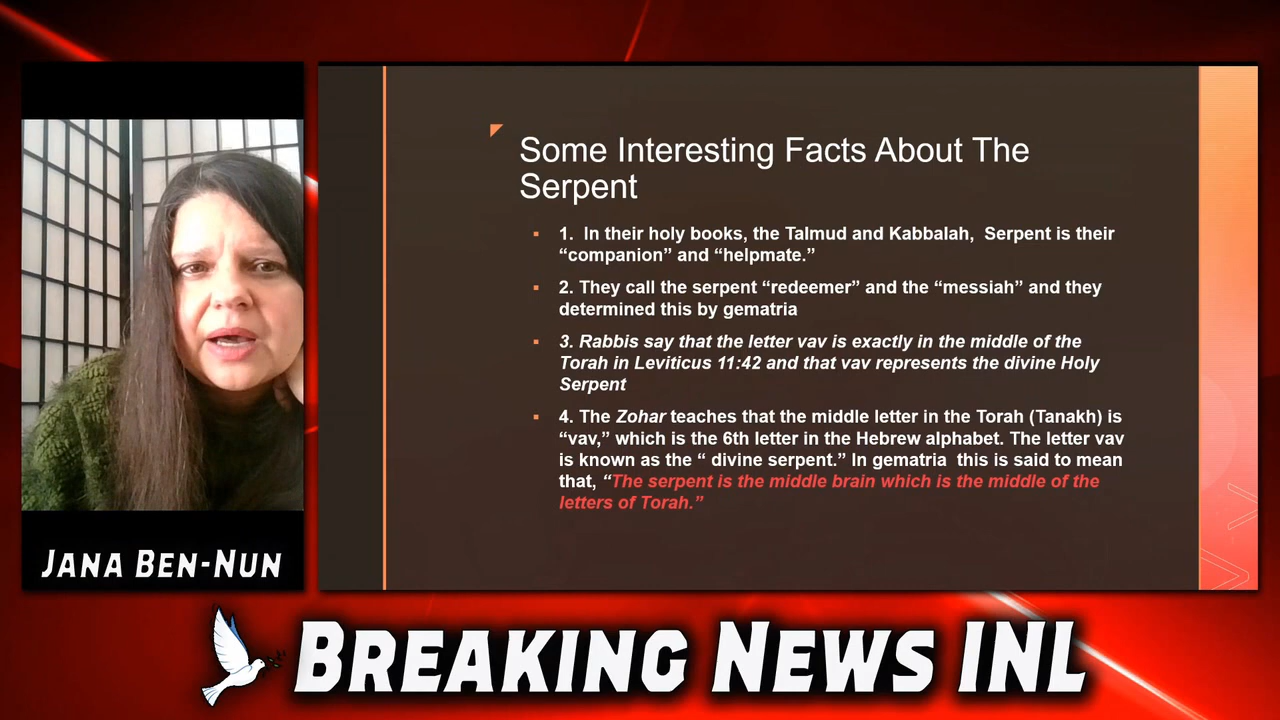 Some Interesting Facts About The
Serpent
1. In their holy books, the Talmud and Kabbalah, Serpent is their
“companion” and “helpmate.”
2. They call the serpent “redeemer” and the “messiah” and they
determined this by gematria
3. Rabbis say that the letter vav is exactly in the middle of the
Torah in Leviticus 11:42 and that vav represents the divine Holy
Serpent
4. The Zohar teaches that the middle letter in the Torah (Tanakh) is
“vav,” which is the 6th letter in the Hebrew alphabet. The letter vav
is known as the “ divine serpent.” In gematria this is said to mean
that, “The serpent is the middle brain which is the middle of the
letters of Torah.”
JANA BEN-NUN
BREAKING NEWS INL